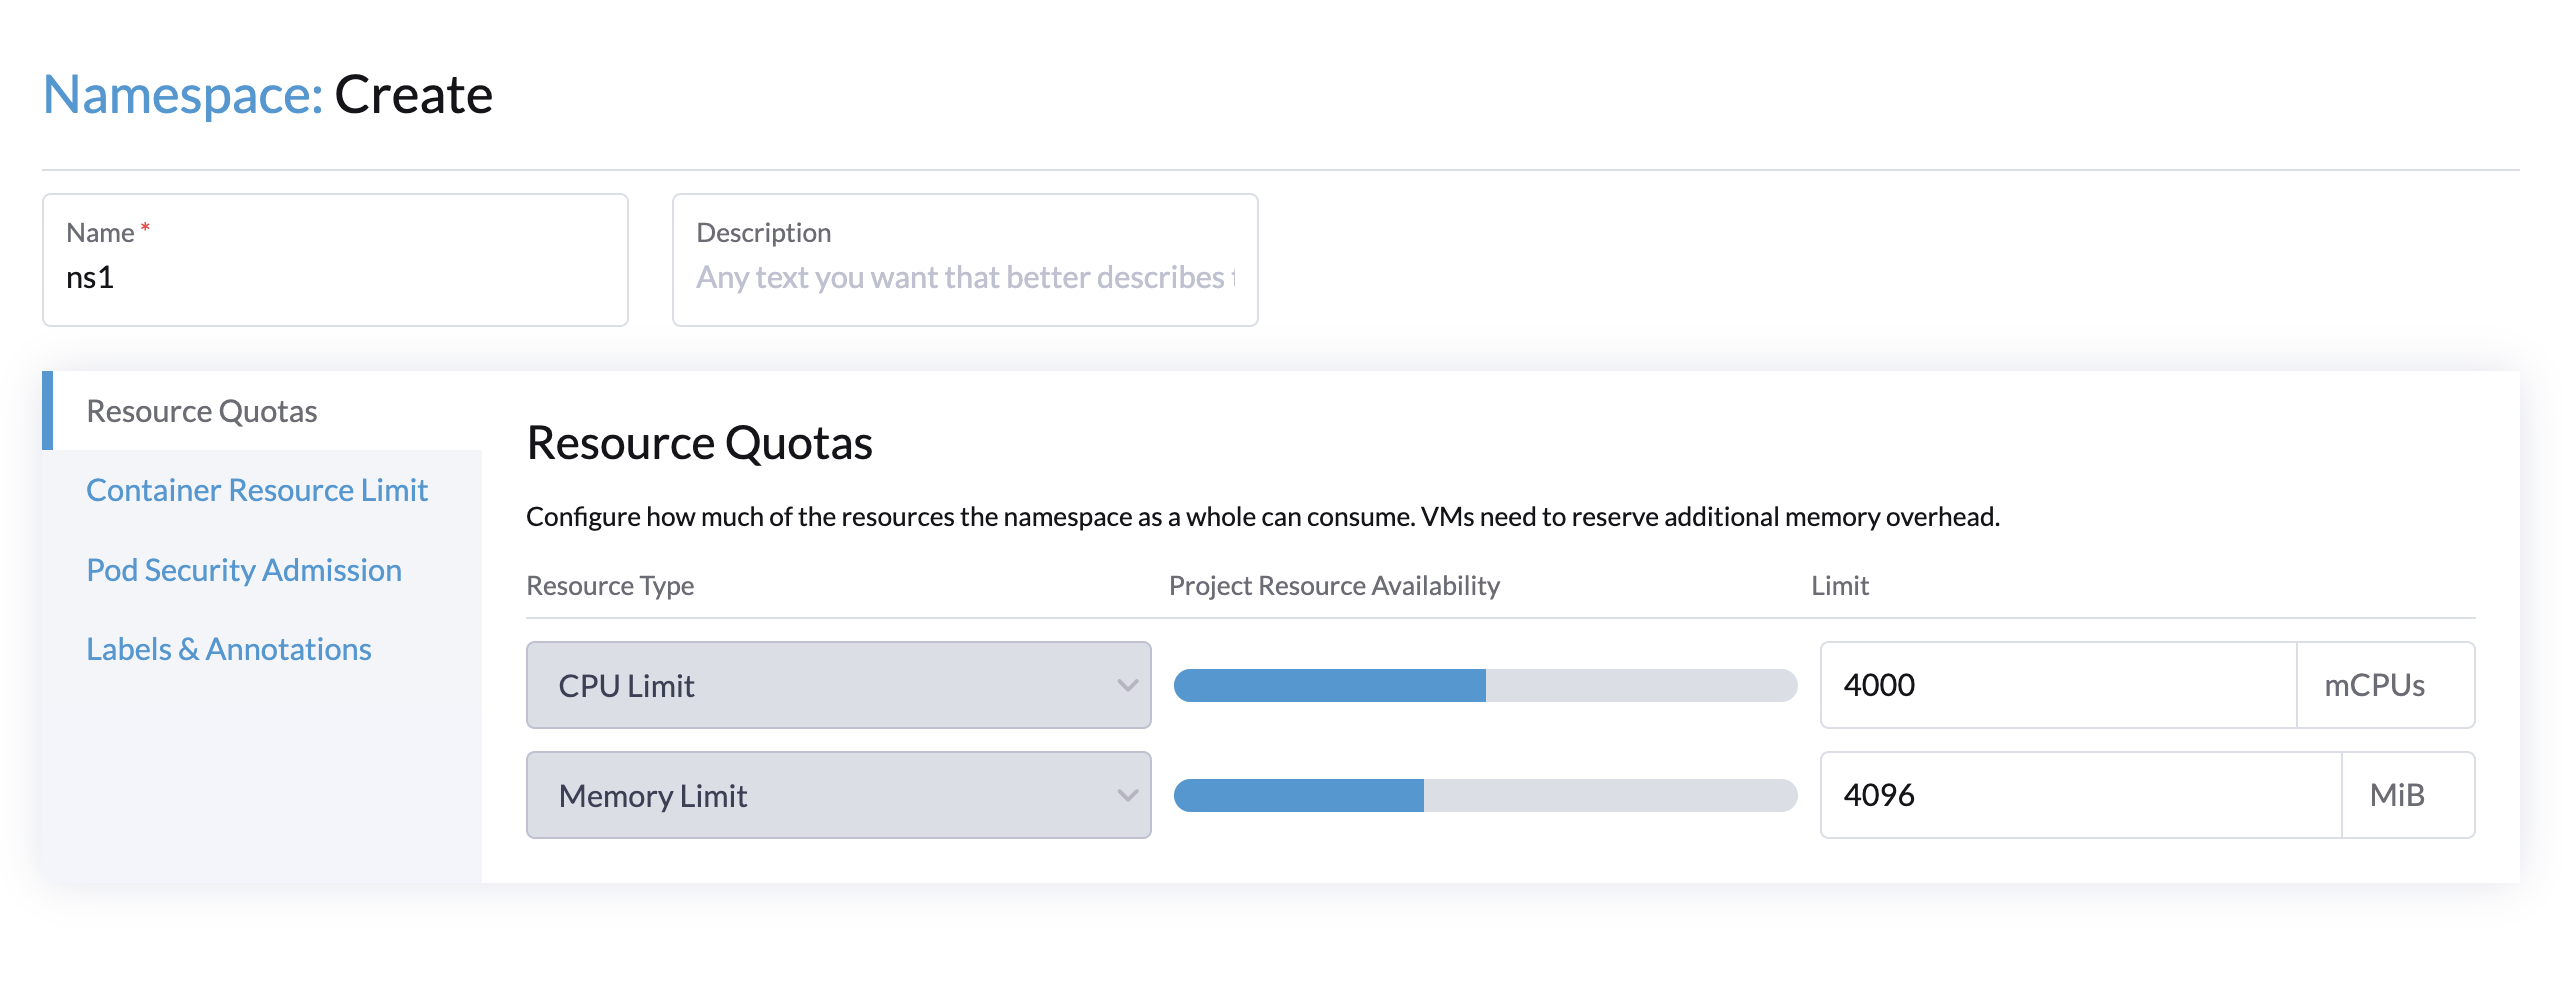 Namespace: Create
Name *
ns1
Description
Any text you want that better describes
Resource Quotas
Container Resource Limit
Pod Security Admission
Labels & Annotations
Resource Quotas
Configure how much of the resources the namespace as a whole can consume. VMs need to reserve additional memory overhead.
Resource Type Project Resource Availability Limit
CPU Limit 4000 mCPUs
Memory Limit 4096 MiB